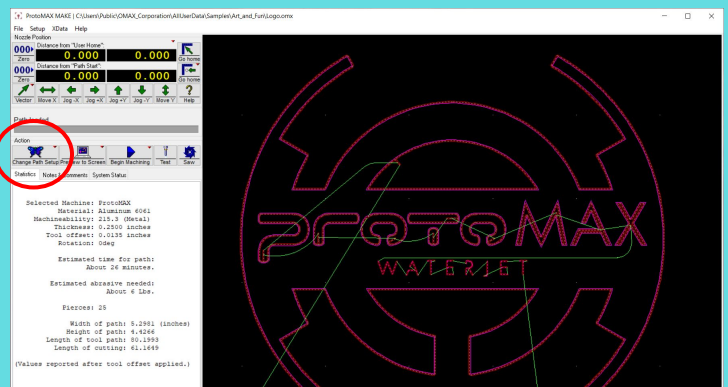 ProtoMAX MAKE | C:\Users\Public\OMAX_Corporation\AllUserData\Samples\Art_and_Fun\Logo.omx
File Setup XData Help
Nozzle Position
000 Distance from "User Home":
Zero 0.000 0.000 Go home
000 Distance from "Path Start":
Zero 0.000 0.000 Go home
Vector Move X Jog -X Jog +X Jog +Y Jog -Y Move Y Help
Path loaded
Action
Change Path Setup Preview to Screen Begin Machining Test Saw
Statistics Notes Comments System Status
Selected Machine: ProtoMAX
Material: Aluminum 6061
Machineability: 215.3 (Metal)
Thickness: 0.2500 inches
Tool offset: 0.0135 inches
Rotation: 0deg
Estimated time for path:
About 26 minutes.
Estimated abrasive needed:
About 6 Lbs.
Pierces: 25
Width of path: 5.2981 (inches)
Height of path: 4.4266
Length of tool path: 80.1993
Length of cutting: 61.1649
(Values reported after tool offset applied.)
PROTOMAX
WATERJET